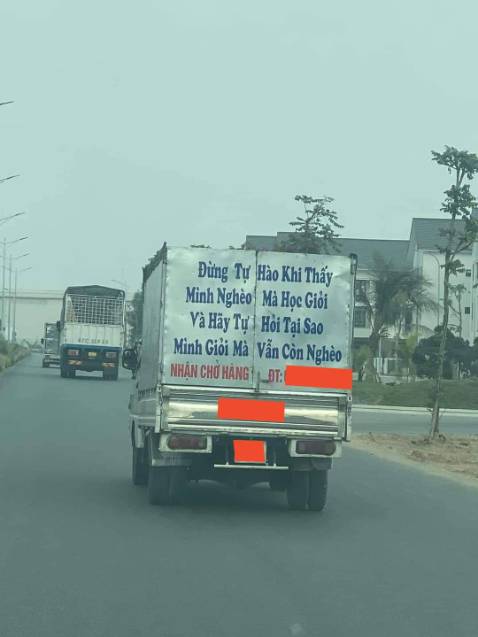 Đừng Tự Hào Khi Thấy
Mình Nghèo Mà Học Giỏi
Và Hãy Tự Hỏi Tại Sao
Mình Giỏi Mà Vẫn Còn Nghèo
NHẬN CHỞ HÀNG ĐT: